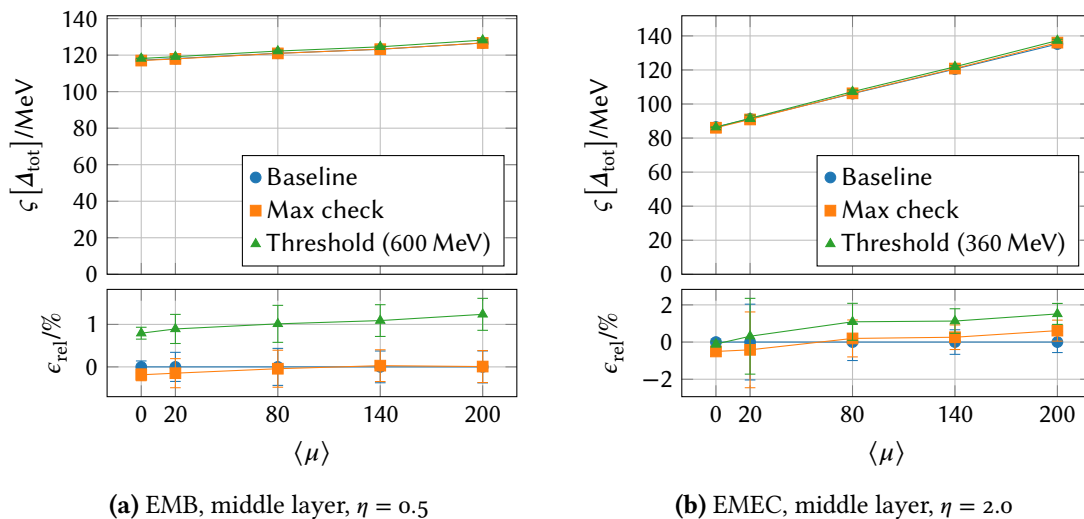 140
120
100
80
60
40
20
0
ς [Δtot]/MeV
Baseline
Max check
Threshold (600 MeV)
1
0
ϵrel/%
0 20 80 140 200
⟨μ⟩
(a) EMB, middle layer, η = 0.5
140
120
100
80
60
40
20
0
ς [Δtot]/MeV
Baseline
Max check
Threshold (360 MeV)
2
0
−2
ϵrel/%
0 20 80 140 200
⟨μ⟩
(b) EMEC, middle layer, η = 2.0